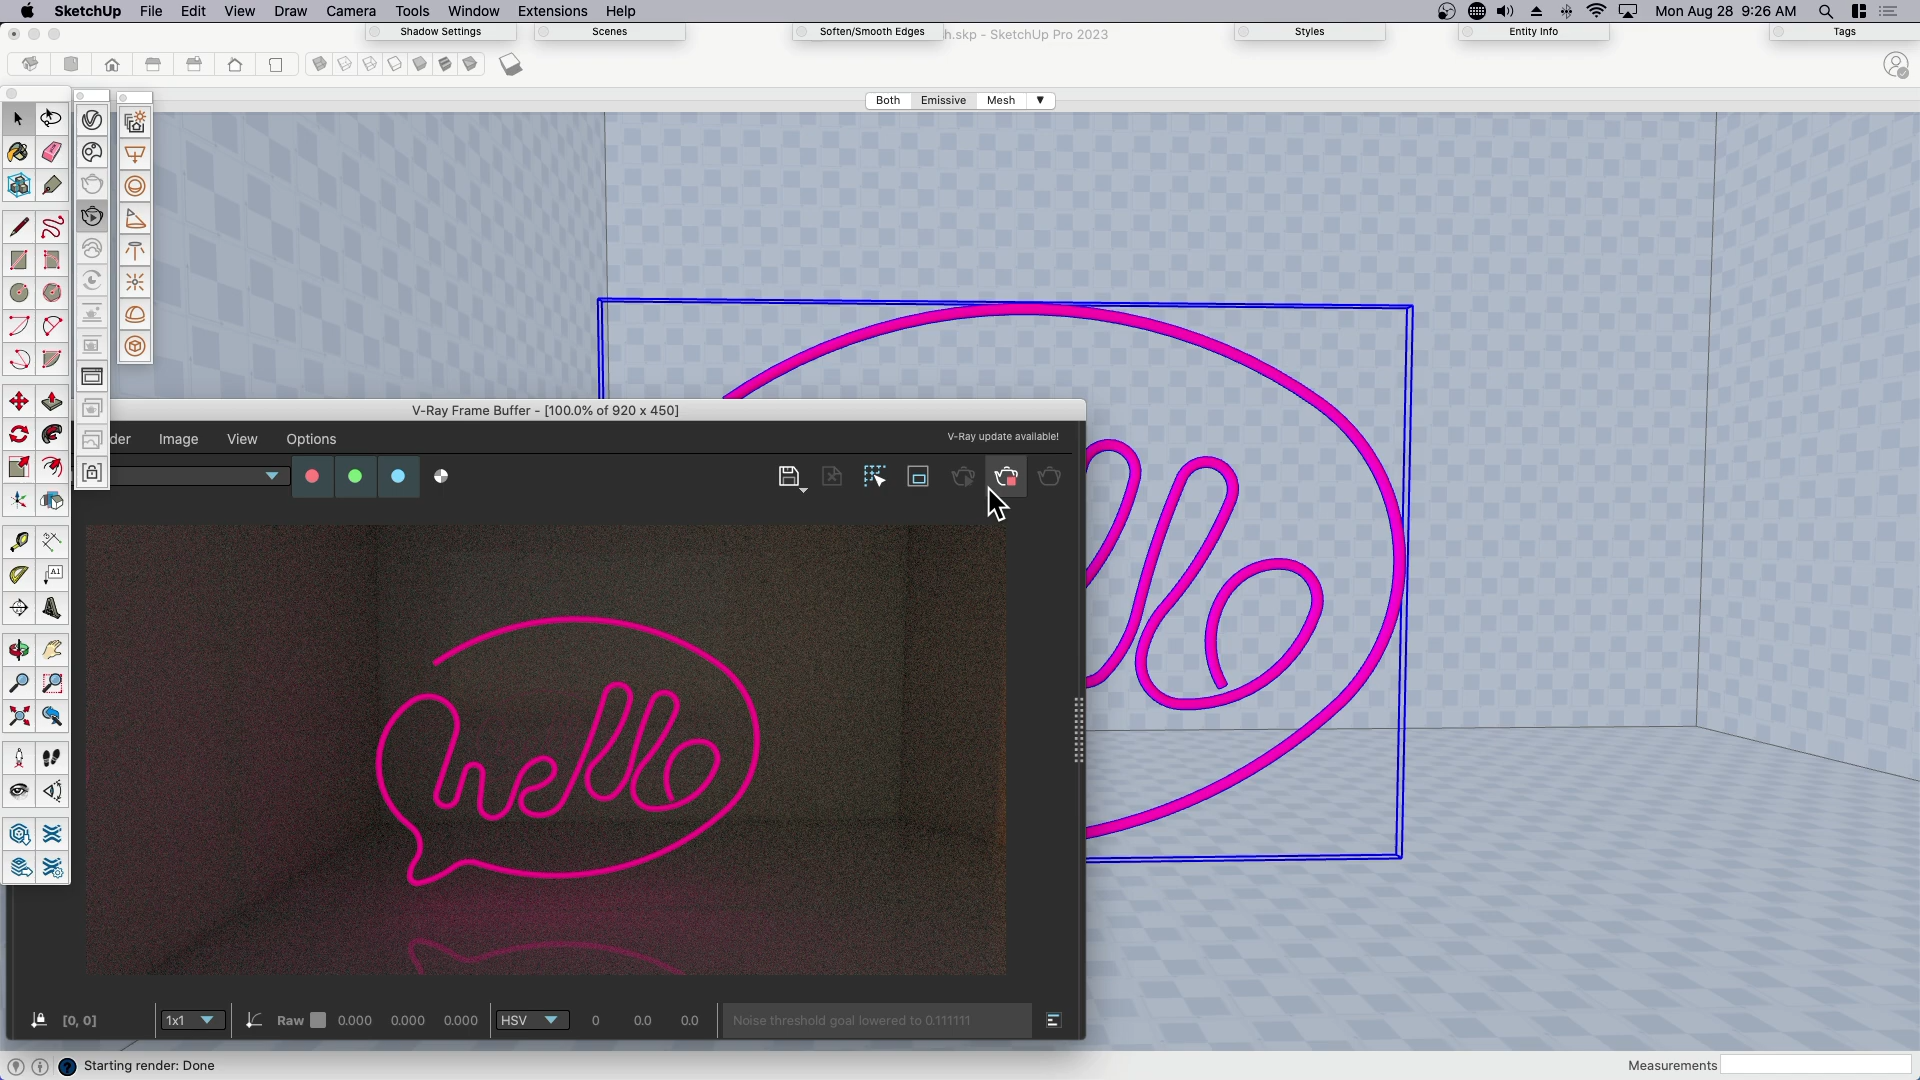 SketchUp File Edit View Draw Camera Tools Window Extensions Help Mon Aug 28 9:26 AM
Shadow Settings Scenes Soften/Smooth Edges h.skp - SketchUp Pro 2023 Styles Entity Info Tags
Both Emissive Mesh
V-Ray Frame Buffer - [100.0% of 920 x 450]
der Image View Options V-Ray update available!
A1
hello
llo
[0, 0] 1x1 Raw 0.000 0.000 0.000 HSV 0 0.0 0.0 Noise threshold goal lowered to 0.111111
Starting render: Done Measurements